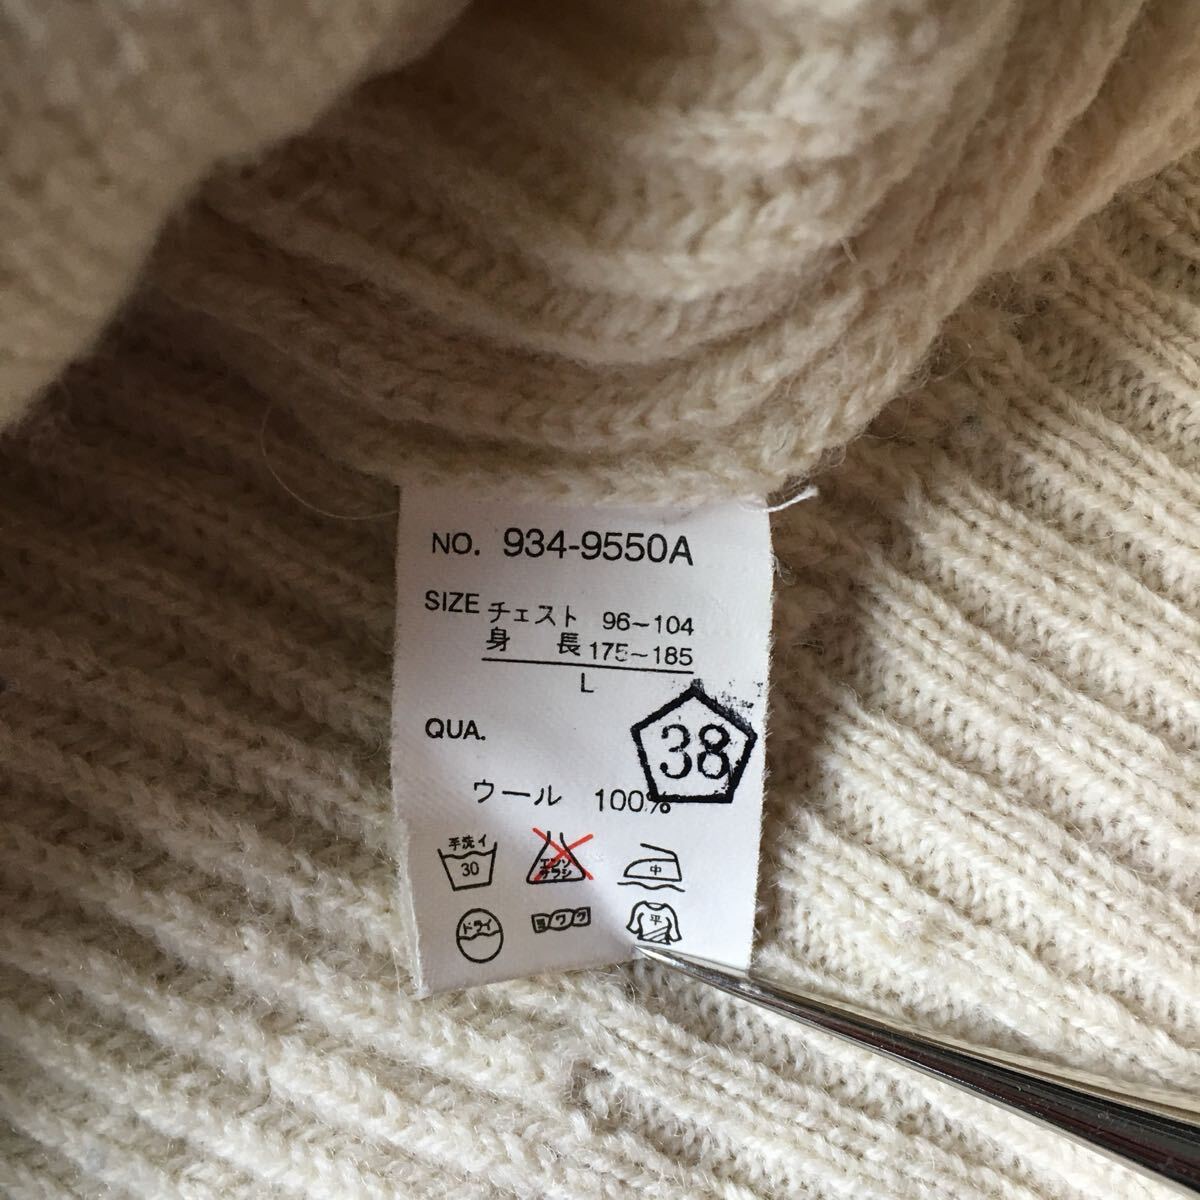 NO. 934-9550A
SIZE チェスト 96~104
身 長 175~185
L
QUA.
38
ウール 100%
手洗イ
30
エンソ
サラシ
中
ドライ
ヨワク
平